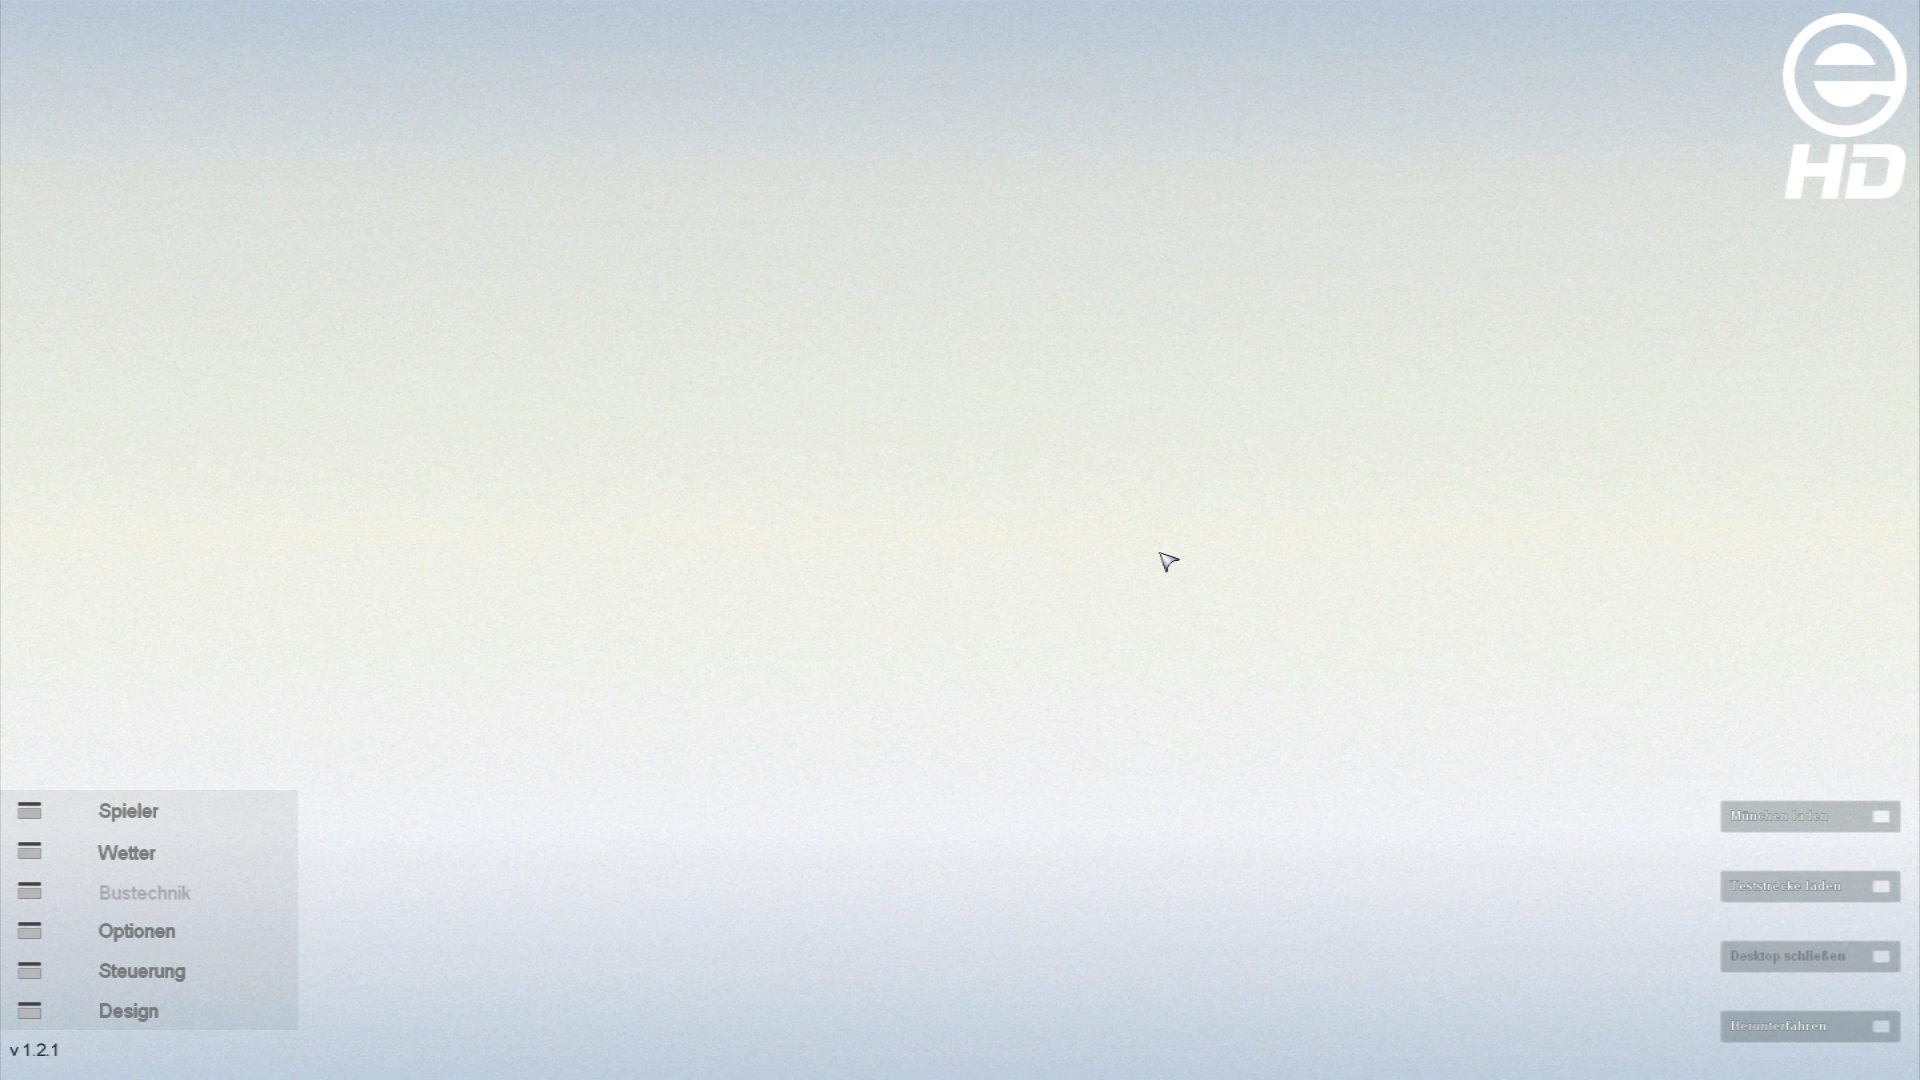 e
HD
Spieler
Wetter
Bustechnik
Optionen
Steuerung
Design
v 1.2.1
München laden
Teststrecke laden
Desktop schließen
Herunterfahren